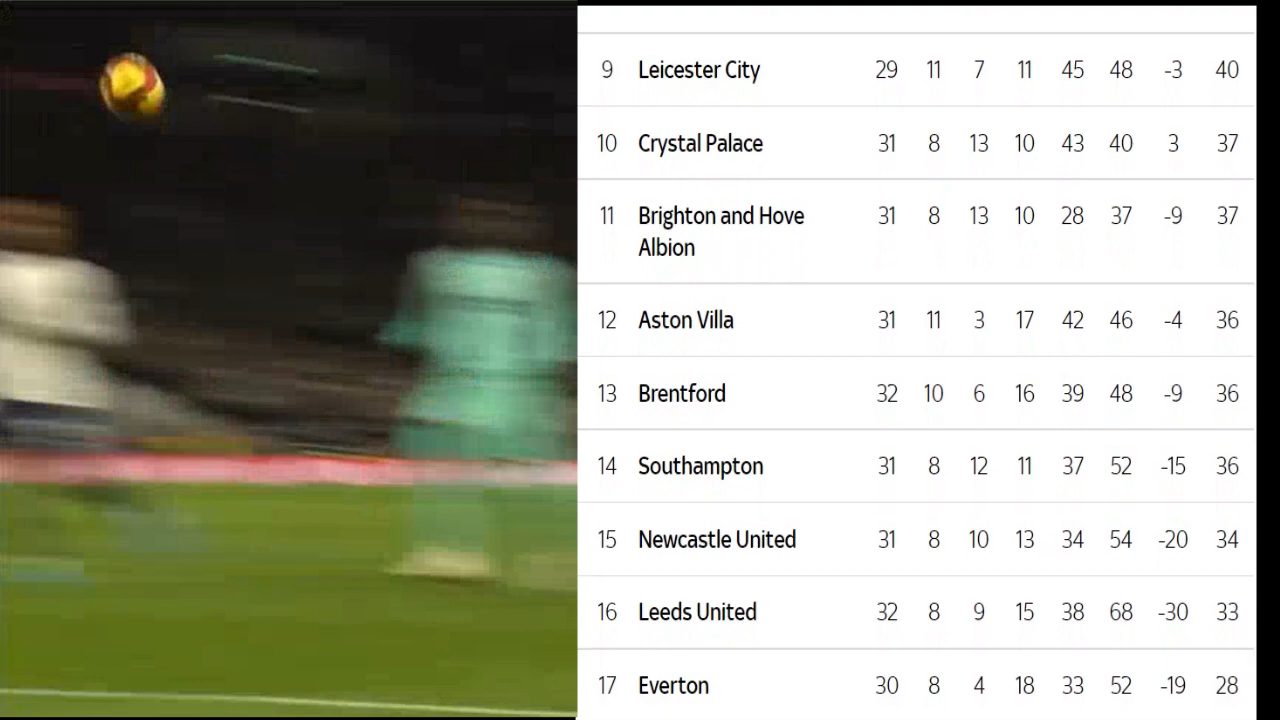 9 Leicester City 29 11 7 11 45 48 -3 40
10 Crystal Palace 31 8 13 10 43 40 3 37
11 Brighton and Hove 31 8 13 10 28 37 -9 37
Albion
12 Aston Villa 31 11 3 17 42 46 -4 36
13 Brentford 32 10 6 16 39 48 -9 36
14 Southampton 31 8 12 11 37 52 -15 36
15 Newcastle United 31 8 10 13 34 54 -20 34
16 Leeds United 32 8 9 15 38 68 -30 33
17 Everton 30 8 4 18 33 52 -19 28